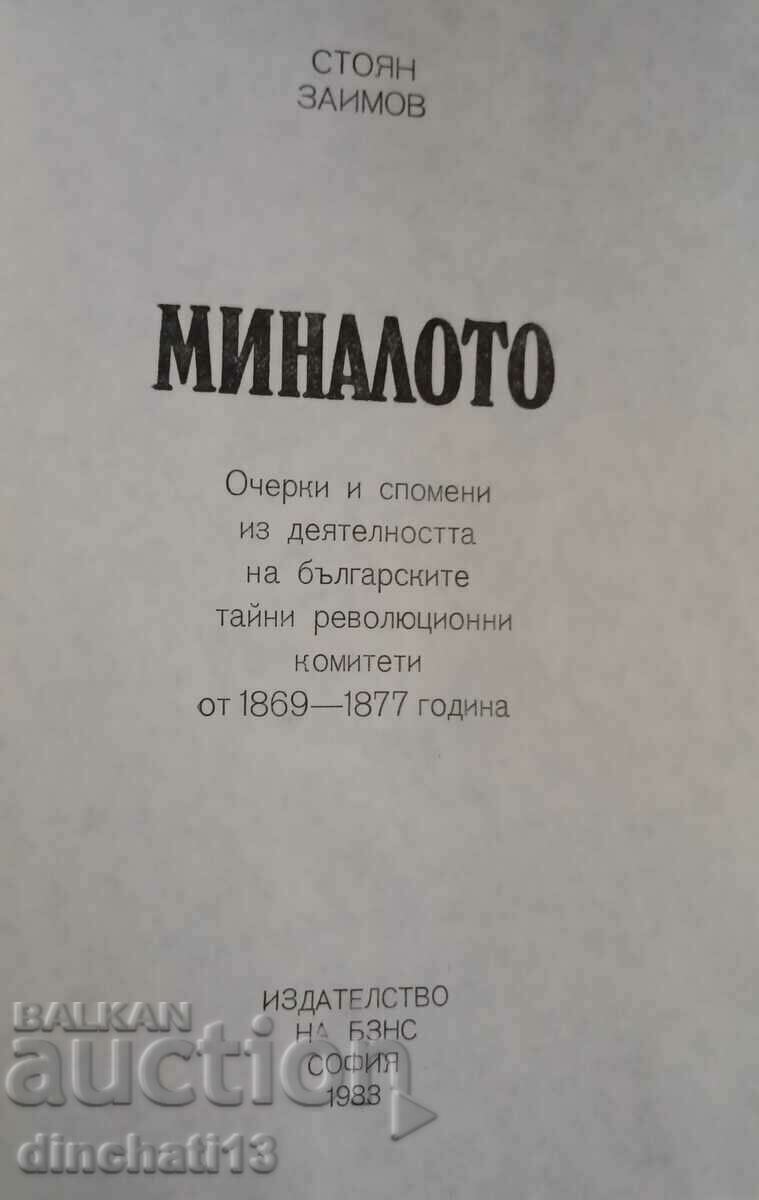 СТОЯН
ЗАИМОВ
МИНАЛОТО
Очерки и спомени
из деятелността
на българските
тайни революционни
комитети
от 1869—1877 година
ИЗДАТЕЛСТВО
НА БЗНС
СОФИЯ
1983
BALKAN
auction
dinchati13